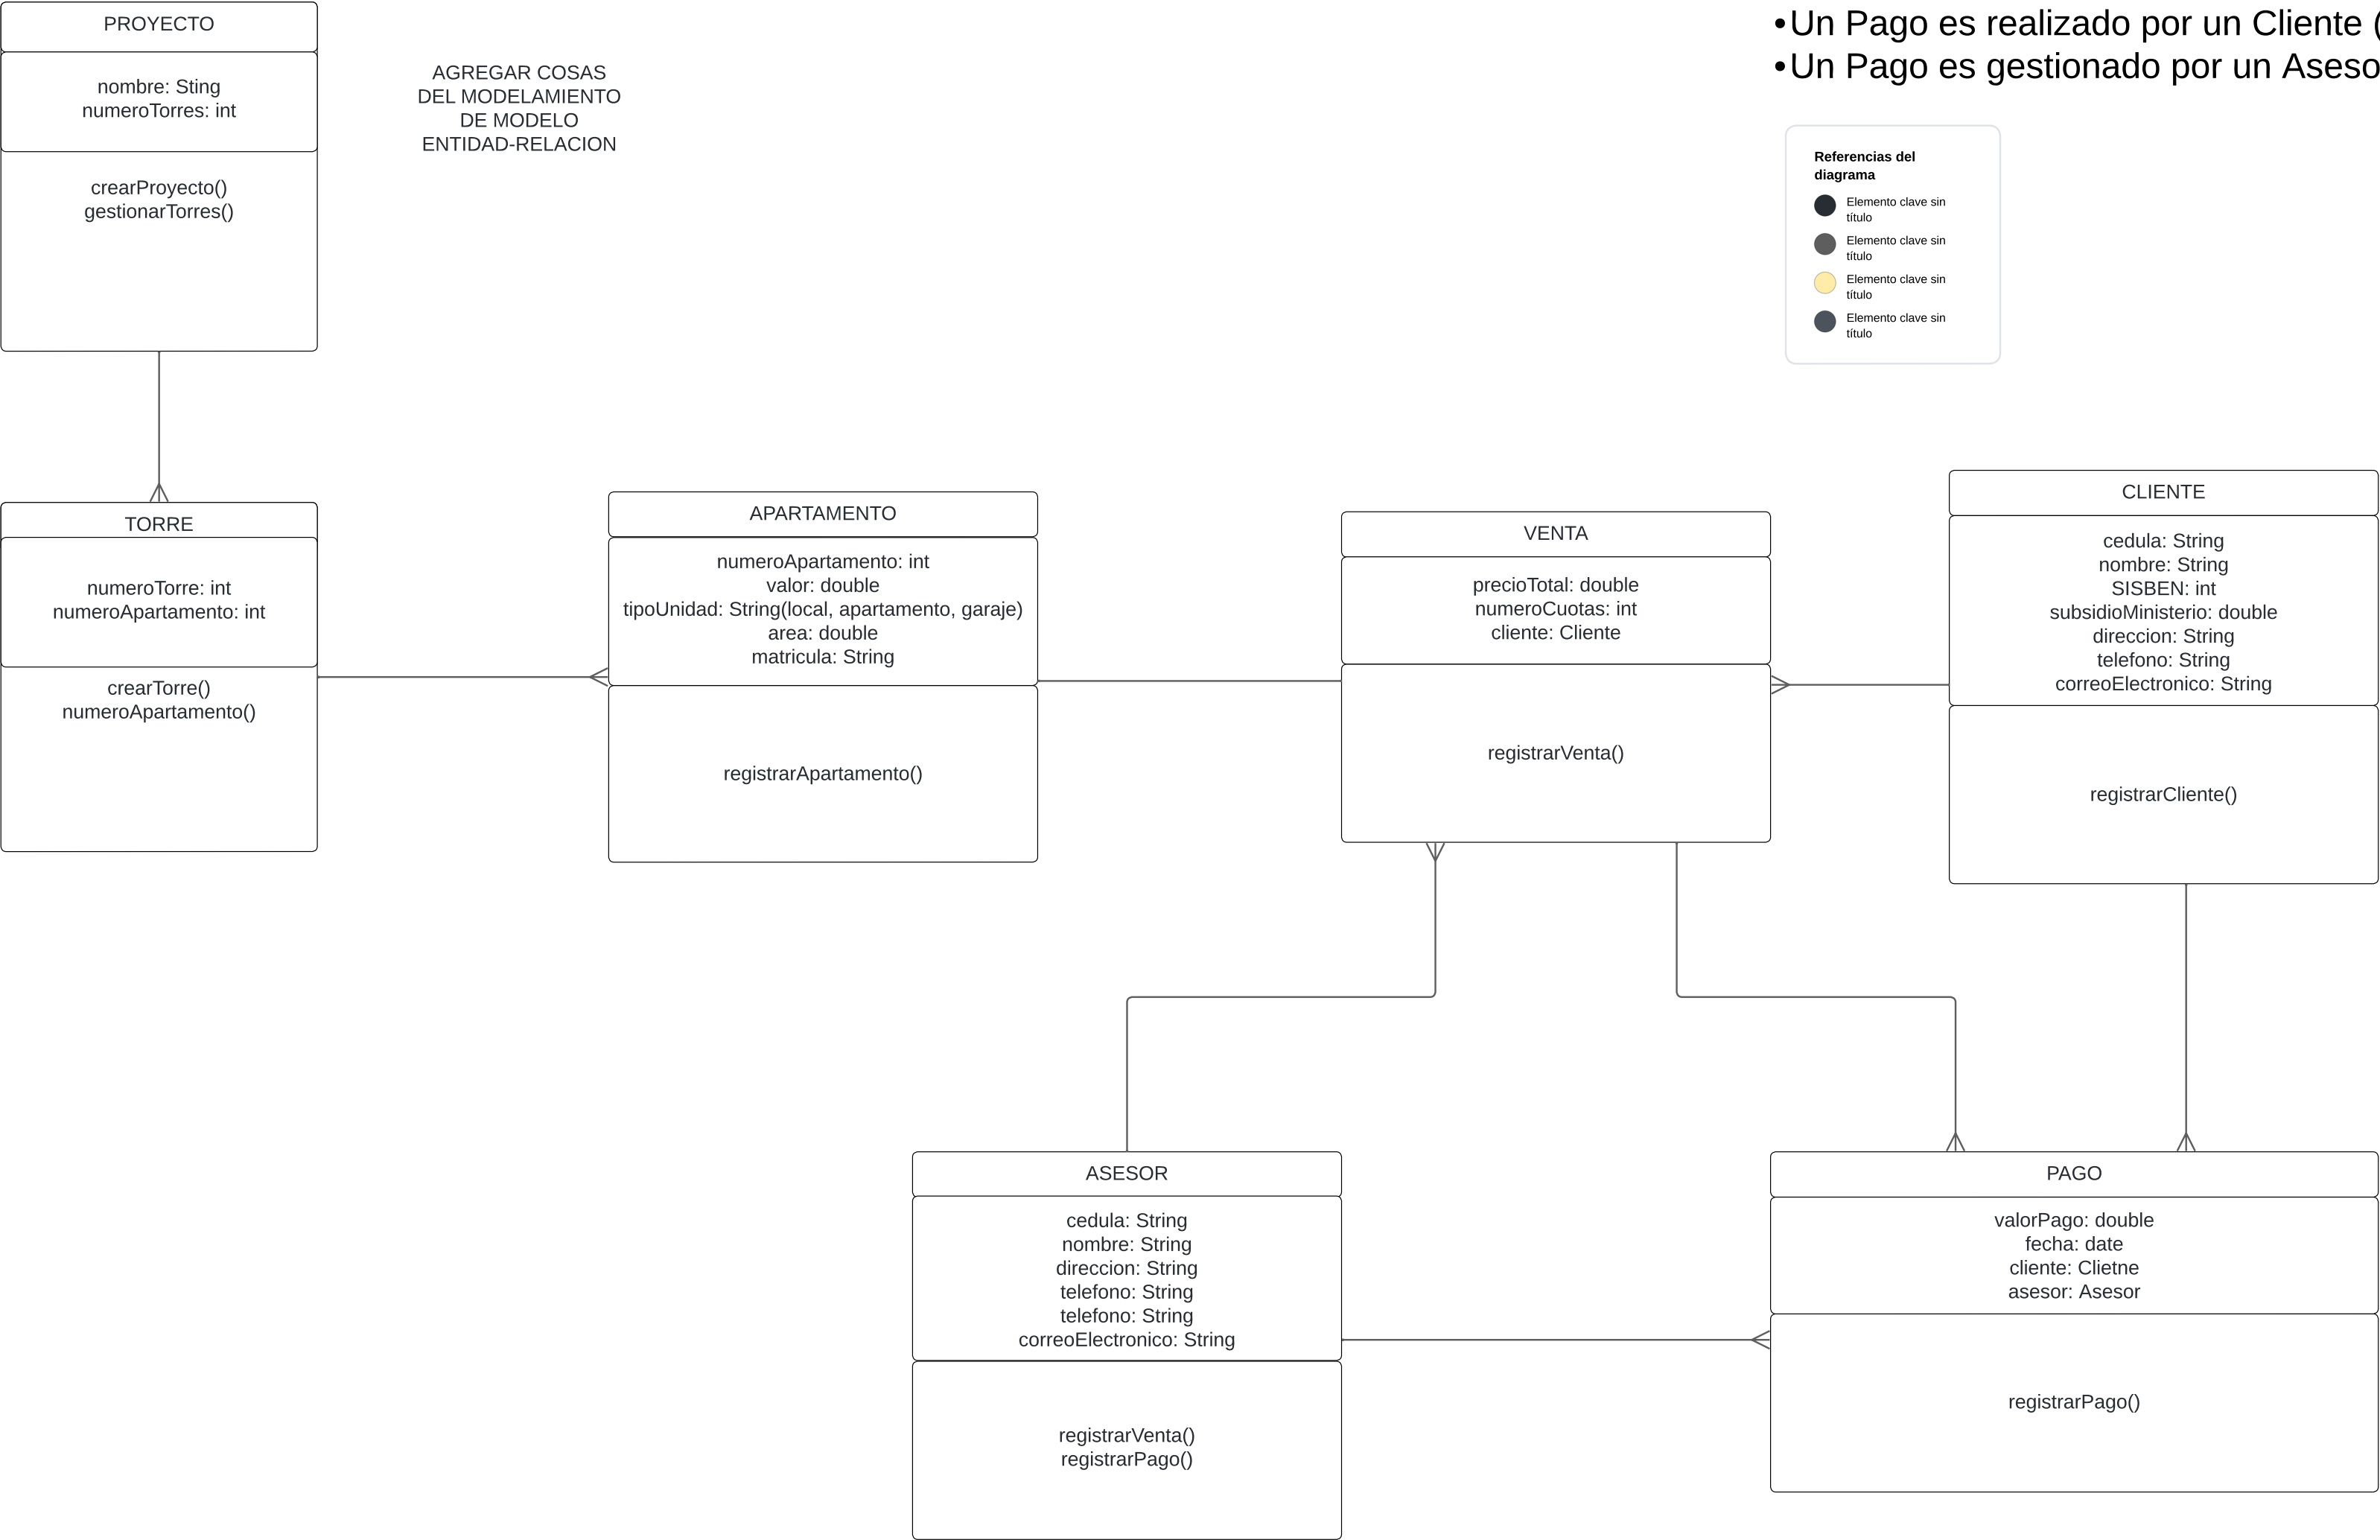 PROYECTO
nombre: Sting
numeroTorres: int
crearProyecto()
gestionarTorres()
AGREGAR COSAS
DEL MODELAMIENTO
DE MODELO
ENTIDAD-RELACION
•Un Pago es realizado por un Cliente (
•Un Pago es gestionado por un Aseso
Referencias del
diagrama
Elemento clave sin
título
Elemento clave sin
título
Elemento clave sin
título
Elemento clave sin
título
TORRE
numeroTorre: int
numeroApartamento: int
crearTorre()
numeroApartamento()
APARTAMENTO
numeroApartamento: int
valor: double
tipoUnidad: String(local, apartamento, garaje)
area: double
matricula: String
registrarApartamento()
VENTA
precioTotal: double
numeroCuotas: int
cliente: Cliente
registrarVenta()
CLIENTE
cedula: String
nombre: String
SISBEN: int
subsidioMinisterio: double
direccion: String
telefono: String
correoElectronico: String
registrarCliente()
ASESOR
cedula: String
nombre: String
direccion: String
telefono: String
telefono: String
correoElectronico: String
registrarVenta()
registrarPago()
PAGO
valorPago: double
fecha: date
cliente: Clietne
asesor: Asesor
registrarPago()